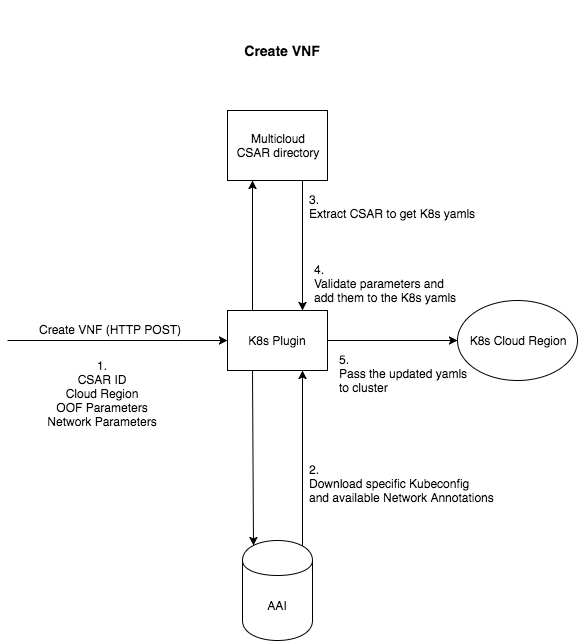 Create VNF
Multicloud
CSAR directory
3.
Extract CSAR to get K8s yamls
4.
Validate parameters and
add them to the K8s yamls
Create VNF (HTTP POST)
K8s Plugin
K8s Cloud Region
1.
CSAR ID
Cloud Region
OOF Parameters
Network Parameters
5.
Pass the updated yamls
to cluster
2.
Download specific Kubeconfig
and available Network Annotations
AAI